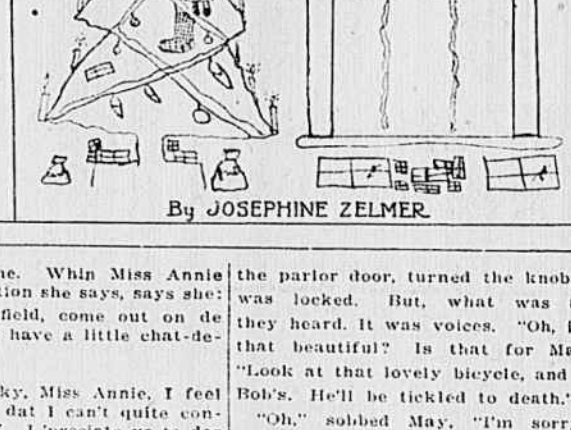 By JOSEPHINE ZELMER
ne. Whin Miss Annie
tion she says, says she:
field, come out on de
have a little chat-de-
ky, Miss Annie, I feel
dat I can't quite con-
the parlor door, turned the knob
was locked. But, what was
they heard. It was voices. "Oh,
that beautiful? Is that for Ma
"Look at that lovely bicycle, and
Bob's. He'll be tickled to death."
"Oh," sobbed May, "I'm sorr